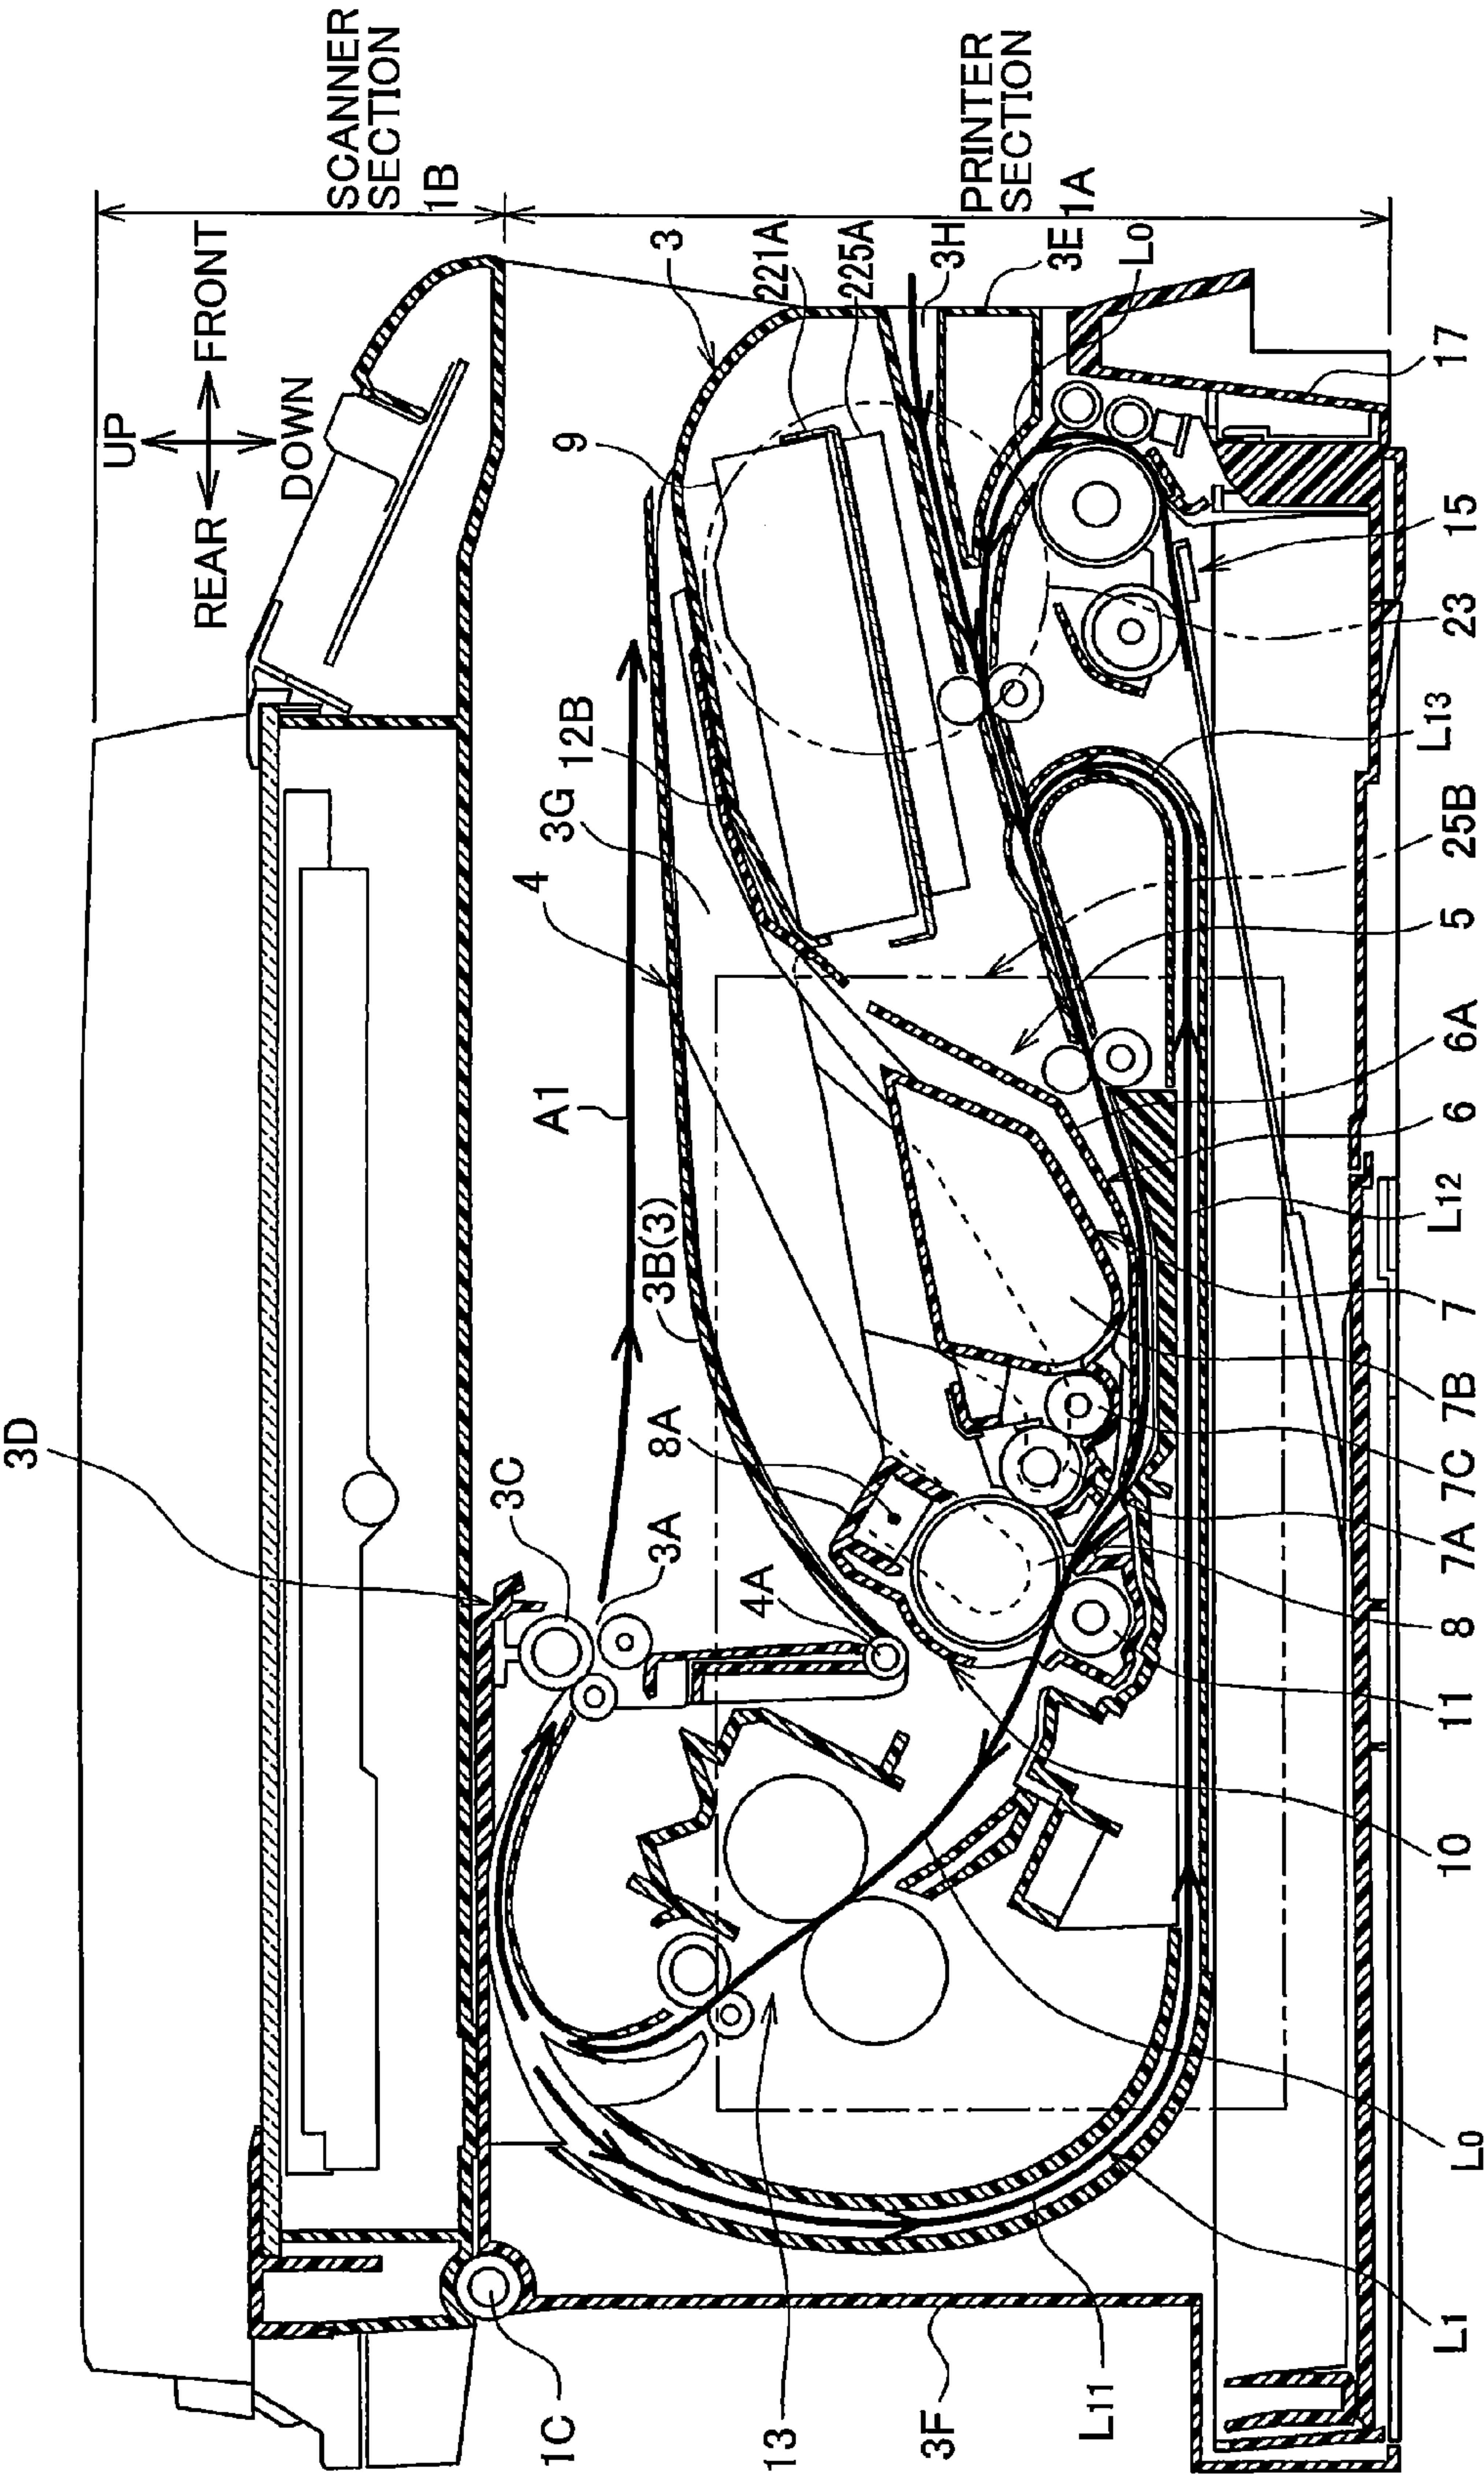 SCANNER
SECTION
1B
PRINTER
SECTION
1A
UP
REAR
FRONT
DOWN
3
221A
225A
3H
3E
L0
9
12B
3G
4
A1
3B(3)
8A
3D
3C
3A
4A
17
15
23
L13
25B
5
6A
6
L12
7
7B
7C
7A
8
11
10
L0
L1
L11
3F
13
1C